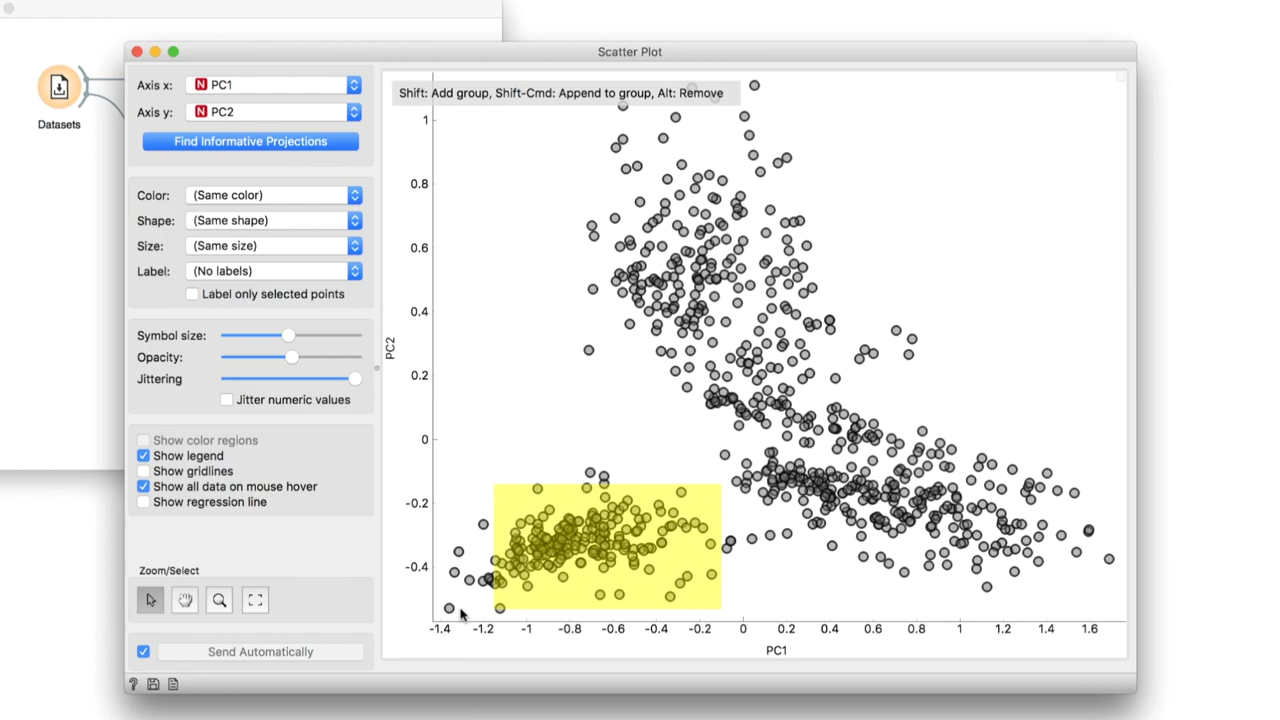 Datasets
Scatter Plot
Axis x: N PC1
Axis y: N PC2
Find Informative Projections
Color: (Same color)
Shape: (Same shape)
Size: (Same size)
Label: (No labels)
Label only selected points
Symbol size:
Opacity:
Jittering
Jitter numeric values
Show color regions
Show legend
Show gridlines
Show all data on mouse hover
Show regression line
Zoom/Select
Send Automatically
?
Shift: Add group, Shift-Cmd: Append to group, Alt: Remove
1
0.8
0.6
0.4
0.2
0
-0.2
-0.4
PC2
-1.4 -1.2 -1 -0.8 -0.6 -0.4 -0.2 0 0.2 0.4 0.6 0.8 1 1.2 1.4 1.6
PC1